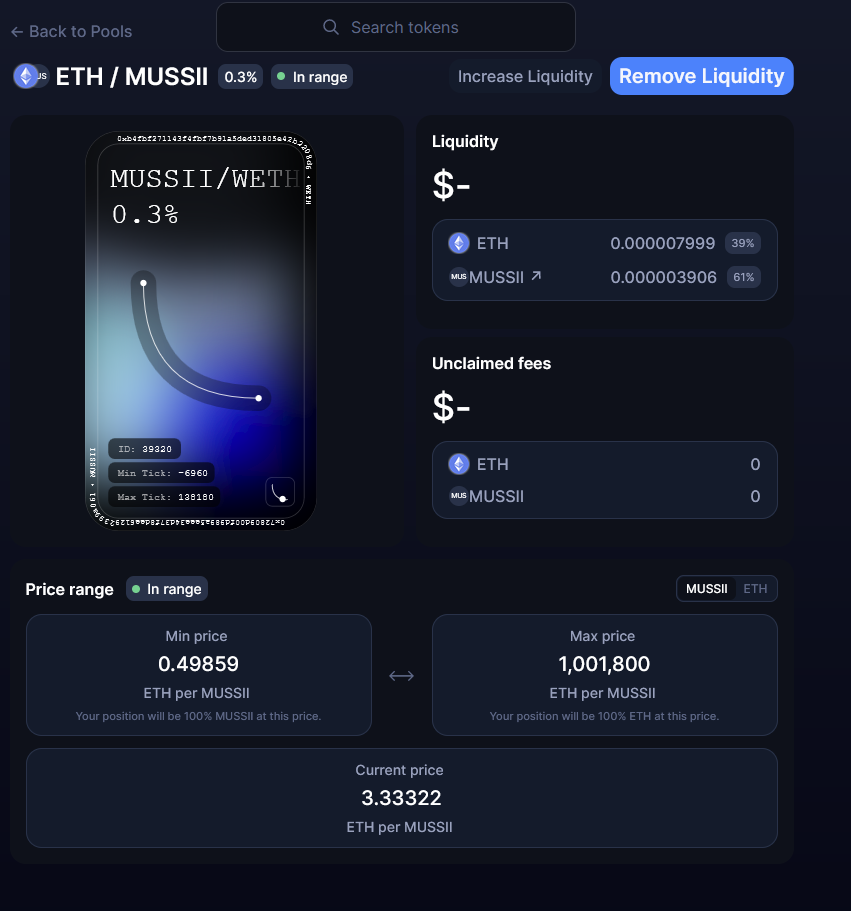 ← Back to Pools
Search tokens
US
ETH / MUSSII
0.3%
In range
Increase Liquidity
Remove Liquidity
MUSSII/WETH
0.3%
ID: 39320
Min Tick: -6960
Max Tick: 138180
• MUSSII
• WETH
Liquidity
$-
ETH 0.000007999 39%
MUS MUSSII ↗ 0.000003906 61%
Unclaimed fees
$-
ETH 0
MUS MUSSII 0
Price range
In range
MUSSII ETH
Min price
0.49859
ETH per MUSSII
Your position will be 100% MUSSII at this price.
Max price
1,001,800
ETH per MUSSII
Your position will be 100% ETH at this price.
Current price
3.33322
ETH per MUSSII